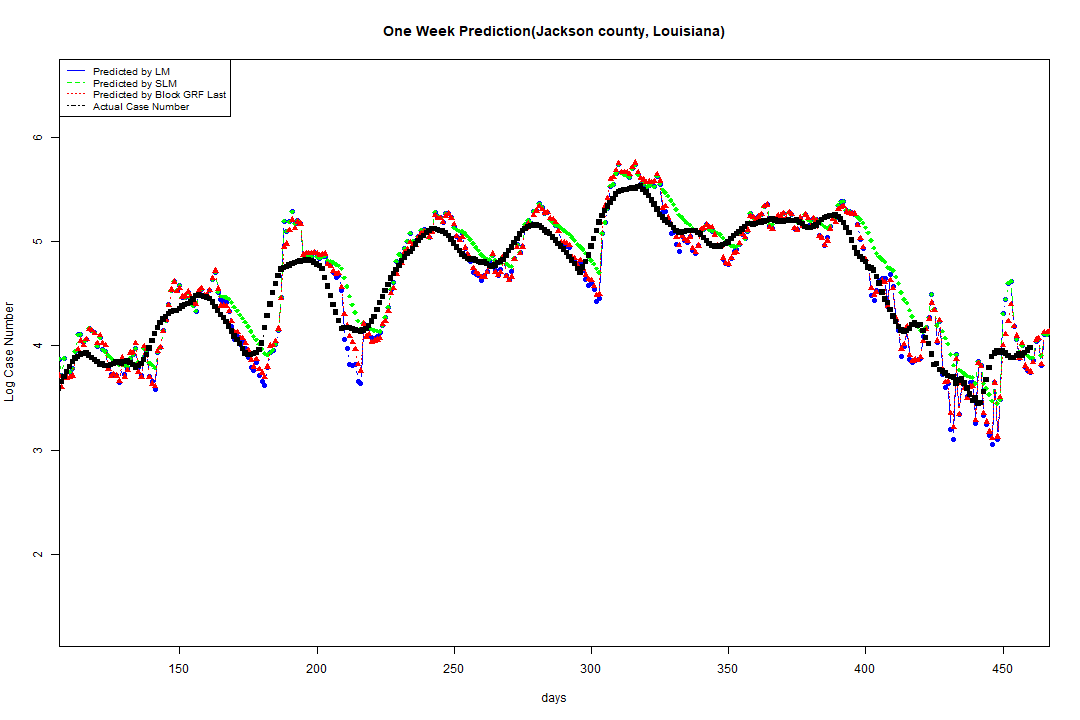 One Week Prediction(Jackson county, Louisiana)
Predicted by LM
Predicted by SLM
Predicted by Block GRF Last
Actual Case Number
6
5
4
3
2
Log Case Number
150 200 250 300 350 400 450
days